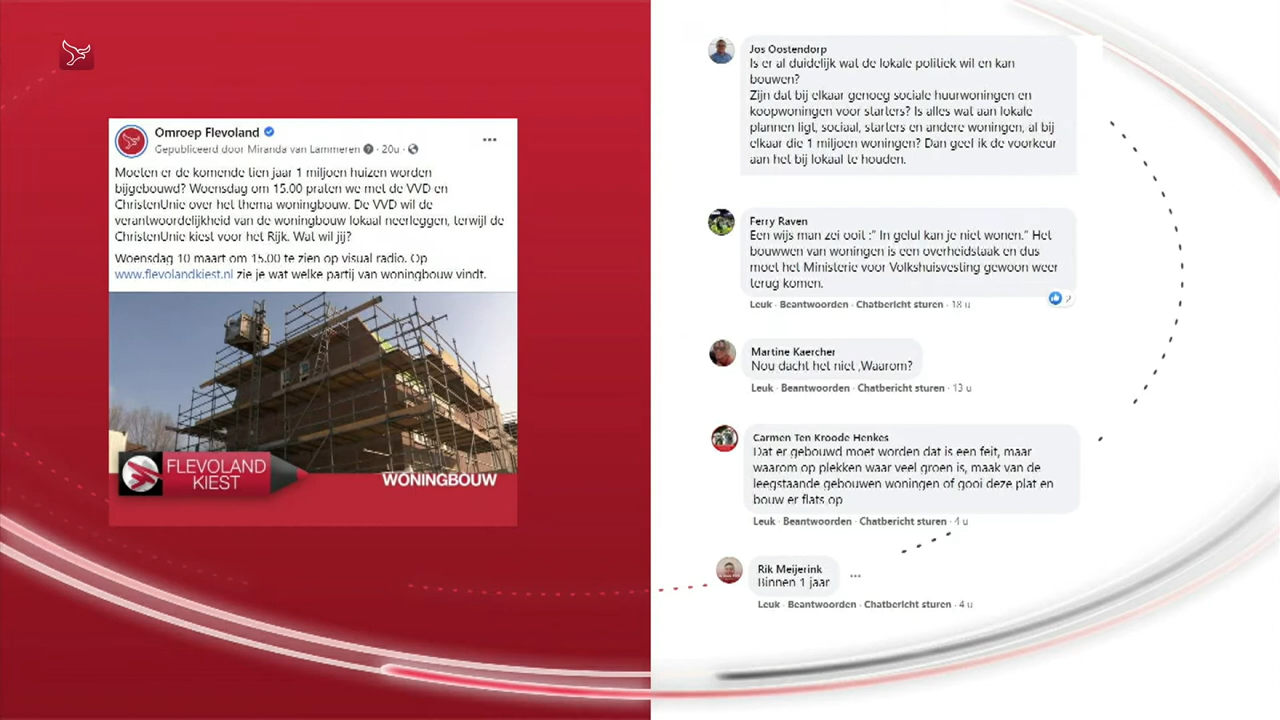 Omroep Flevoland
Gepubliceerd door Miranda van Lammeren · 20u ·
Moeten er de komende tien jaar 1 miljoen huizen worden
bijgebouwd? Woensdag om 15.00 praten we met de VVD en
ChristenUnie over het thema woningbouw. De VVD wil de
verantwoordelijkheid van de woningbouw lokaal neerleggen, terwijl de
ChristenUnie kiest voor het Rijk. Wat wil jij?
Woensdag 10 maart om 15.00 te zien op visual radio. Op
www.flevolandkiest.nl zie je wat welke partij van woningbouw vindt.
FLEVOLAND
KIEST
WONINGBOUW
Jos Oostendorp
Is er al duidelijk wat de lokale politiek wil en kan
bouwen?
Zijn dat bij elkaar genoeg sociale huurwoningen en
koopwoningen voor starters? Is alles wat aan lokale
plannen ligt, sociaal, starters en andere woningen, al bij
elkaar die 1 miljoen woningen? Dan geef ik de voorkeur
aan het bij lokaal te houden.
Ferry Raven
Een wijs man zei ooit :" In gelul kan je niet wonen." Het
bouwwen van woningen is een overheidstaak en dus
moet het Ministerie voor Volkshuisvesting gewoon weer
terug komen.
Leuk · Beantwoorden · Chatbericht sturen · 18 u
2
Martine Kaercher
Nou dacht het niet ,Waarom?
Leuk · Beantwoorden · Chatbericht sturen · 13 u
Carmen Ten Kroode Henkes
Dat er gebouwd moet worden dat is een feit, maar
waarom op plekken waar veel groen is, maak van de
leegstaande gebouwen woningen of gooi deze plat en
bouw er flats op
Leuk · Beantwoorden · Chatbericht sturen · 4 u
Rik Meijerink
Binnen 1 jaar
Leuk · Beantwoorden · Chatbericht sturen · 4 u